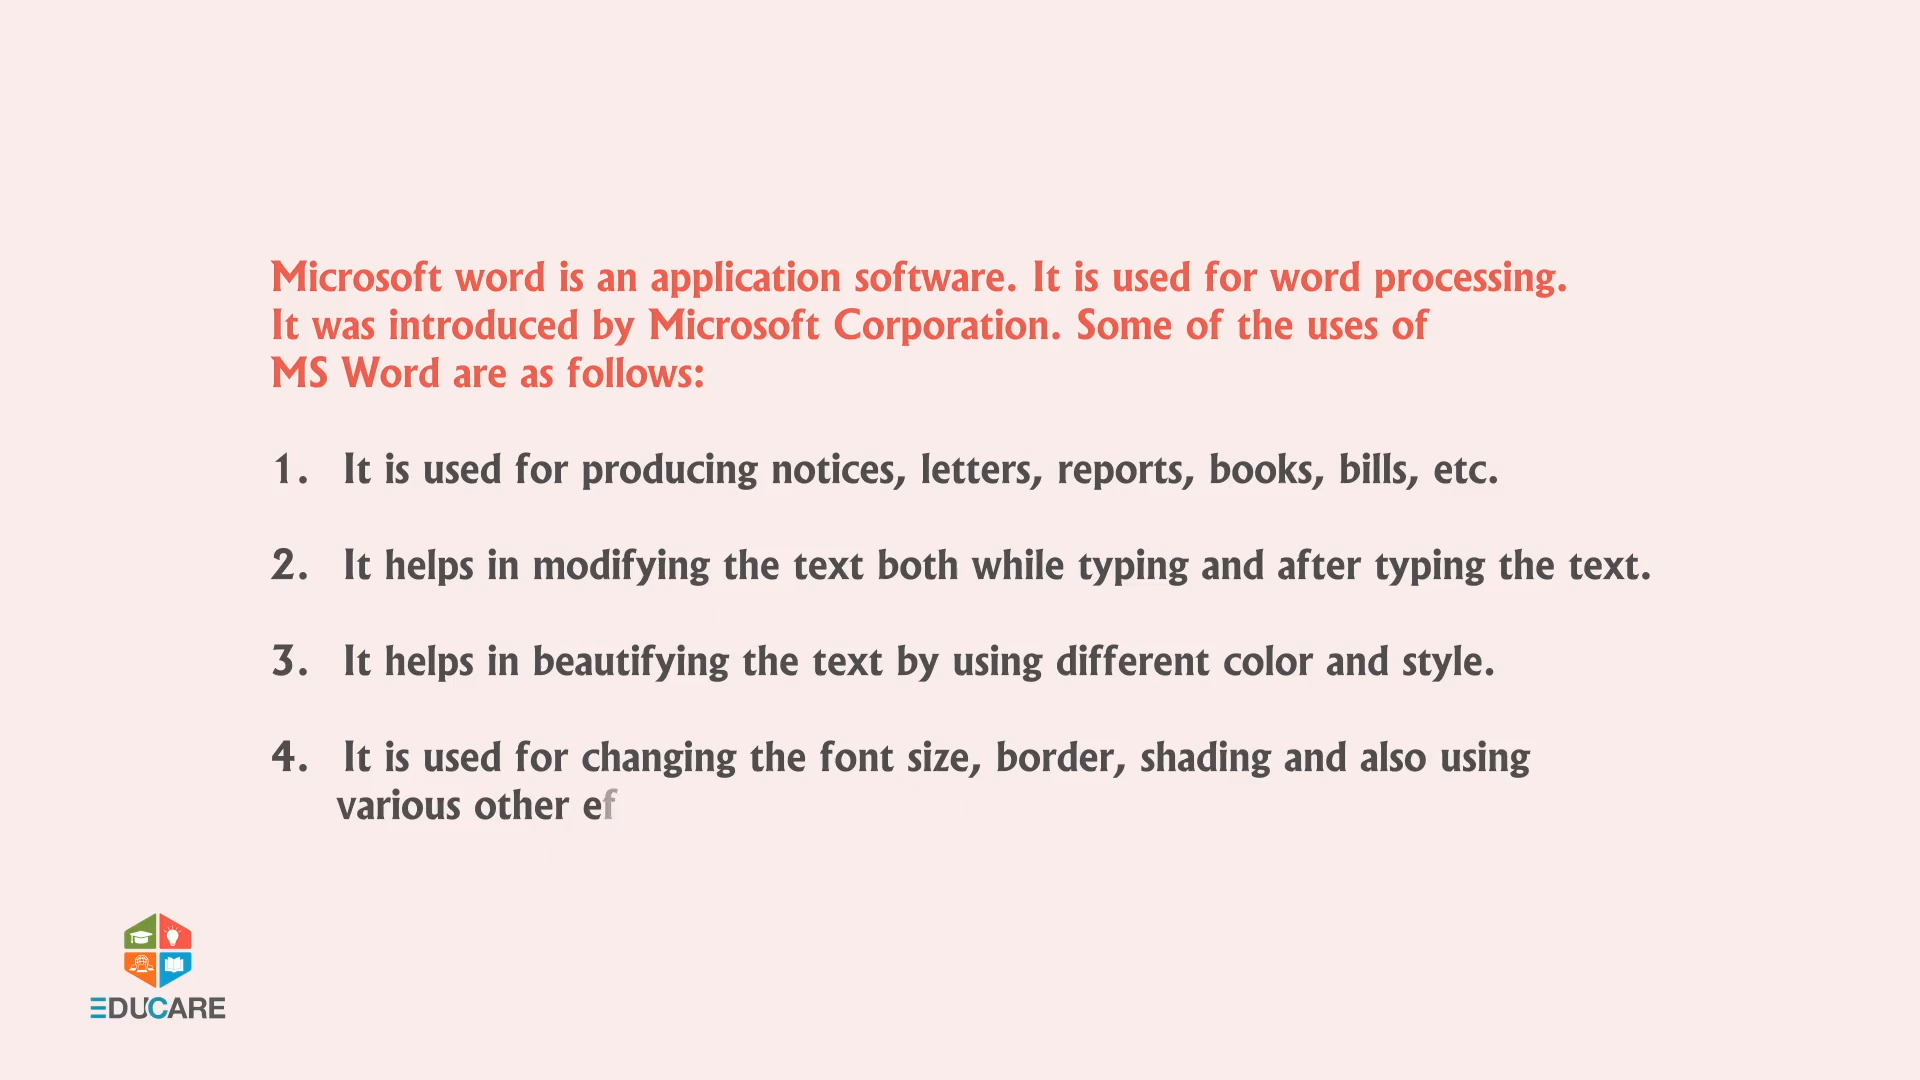 Microsoft word is an application software. It is used for word processing.
It was introduced by Microsoft Corporation. Some of the uses of
MS Word are as follows:
1. It is used for producing notices, letters, reports, books, bills, etc.
2. It helps in modifying the text both while typing and after typing the text.
3. It helps in beautifying the text by using different color and style.
4. It is used for changing the font size, border, shading and also using
various other ef
EDUCARE